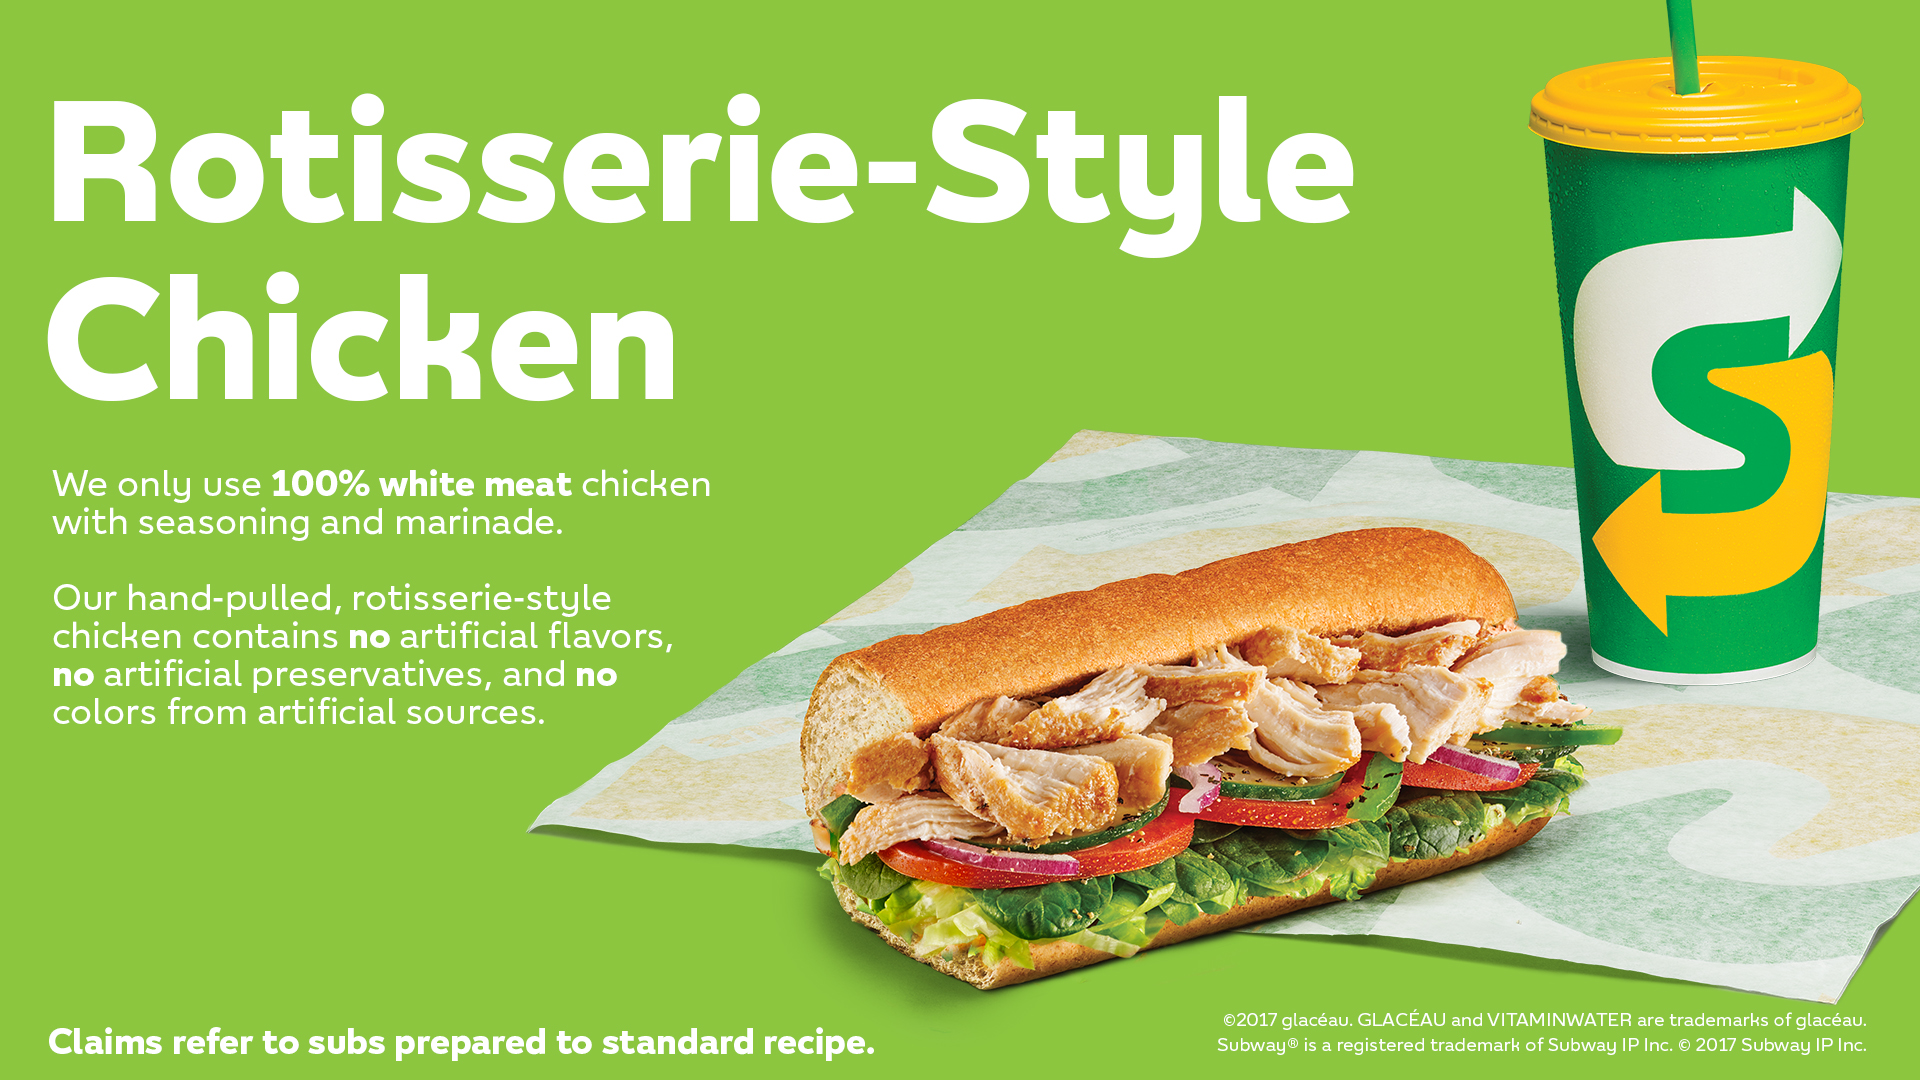 Rotisserie-Style
Chicken
We only use 100% white meat chicken
with seasoning and marinade.
Our hand-pulled, rotisserie-style
chicken contains no artificial flavors,
no artificial preservatives, and no
colors from artificial sources.
Claims refer to subs prepared to standard recipe.
©2017 glacéau. GLACÉAU and VITAMINWATER are trademarks of glacéau.
Subway® is a registered trademark of Subway IP Inc. © 2017 Subway IP Inc.